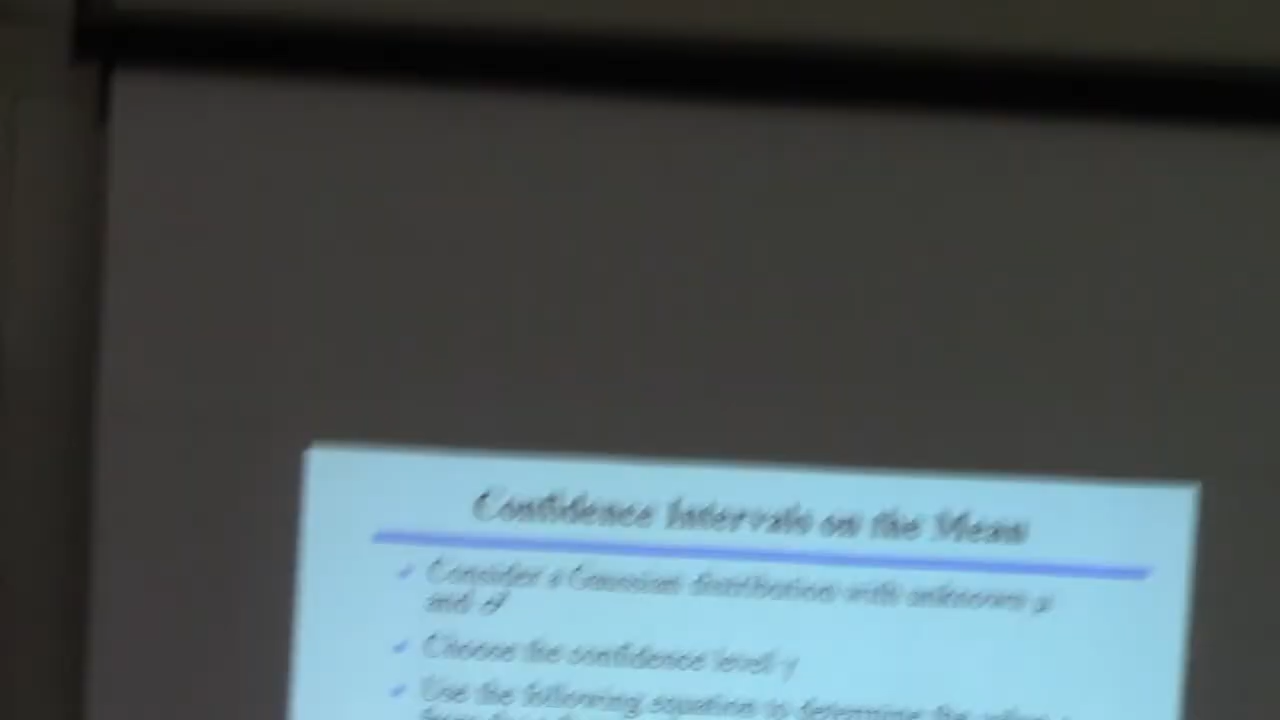 Confidence Intervals on the Mean
Consider a Gaussian distribution with unknown μ
and σ²
Choose the confidence level γ
Use the following equation to determine the